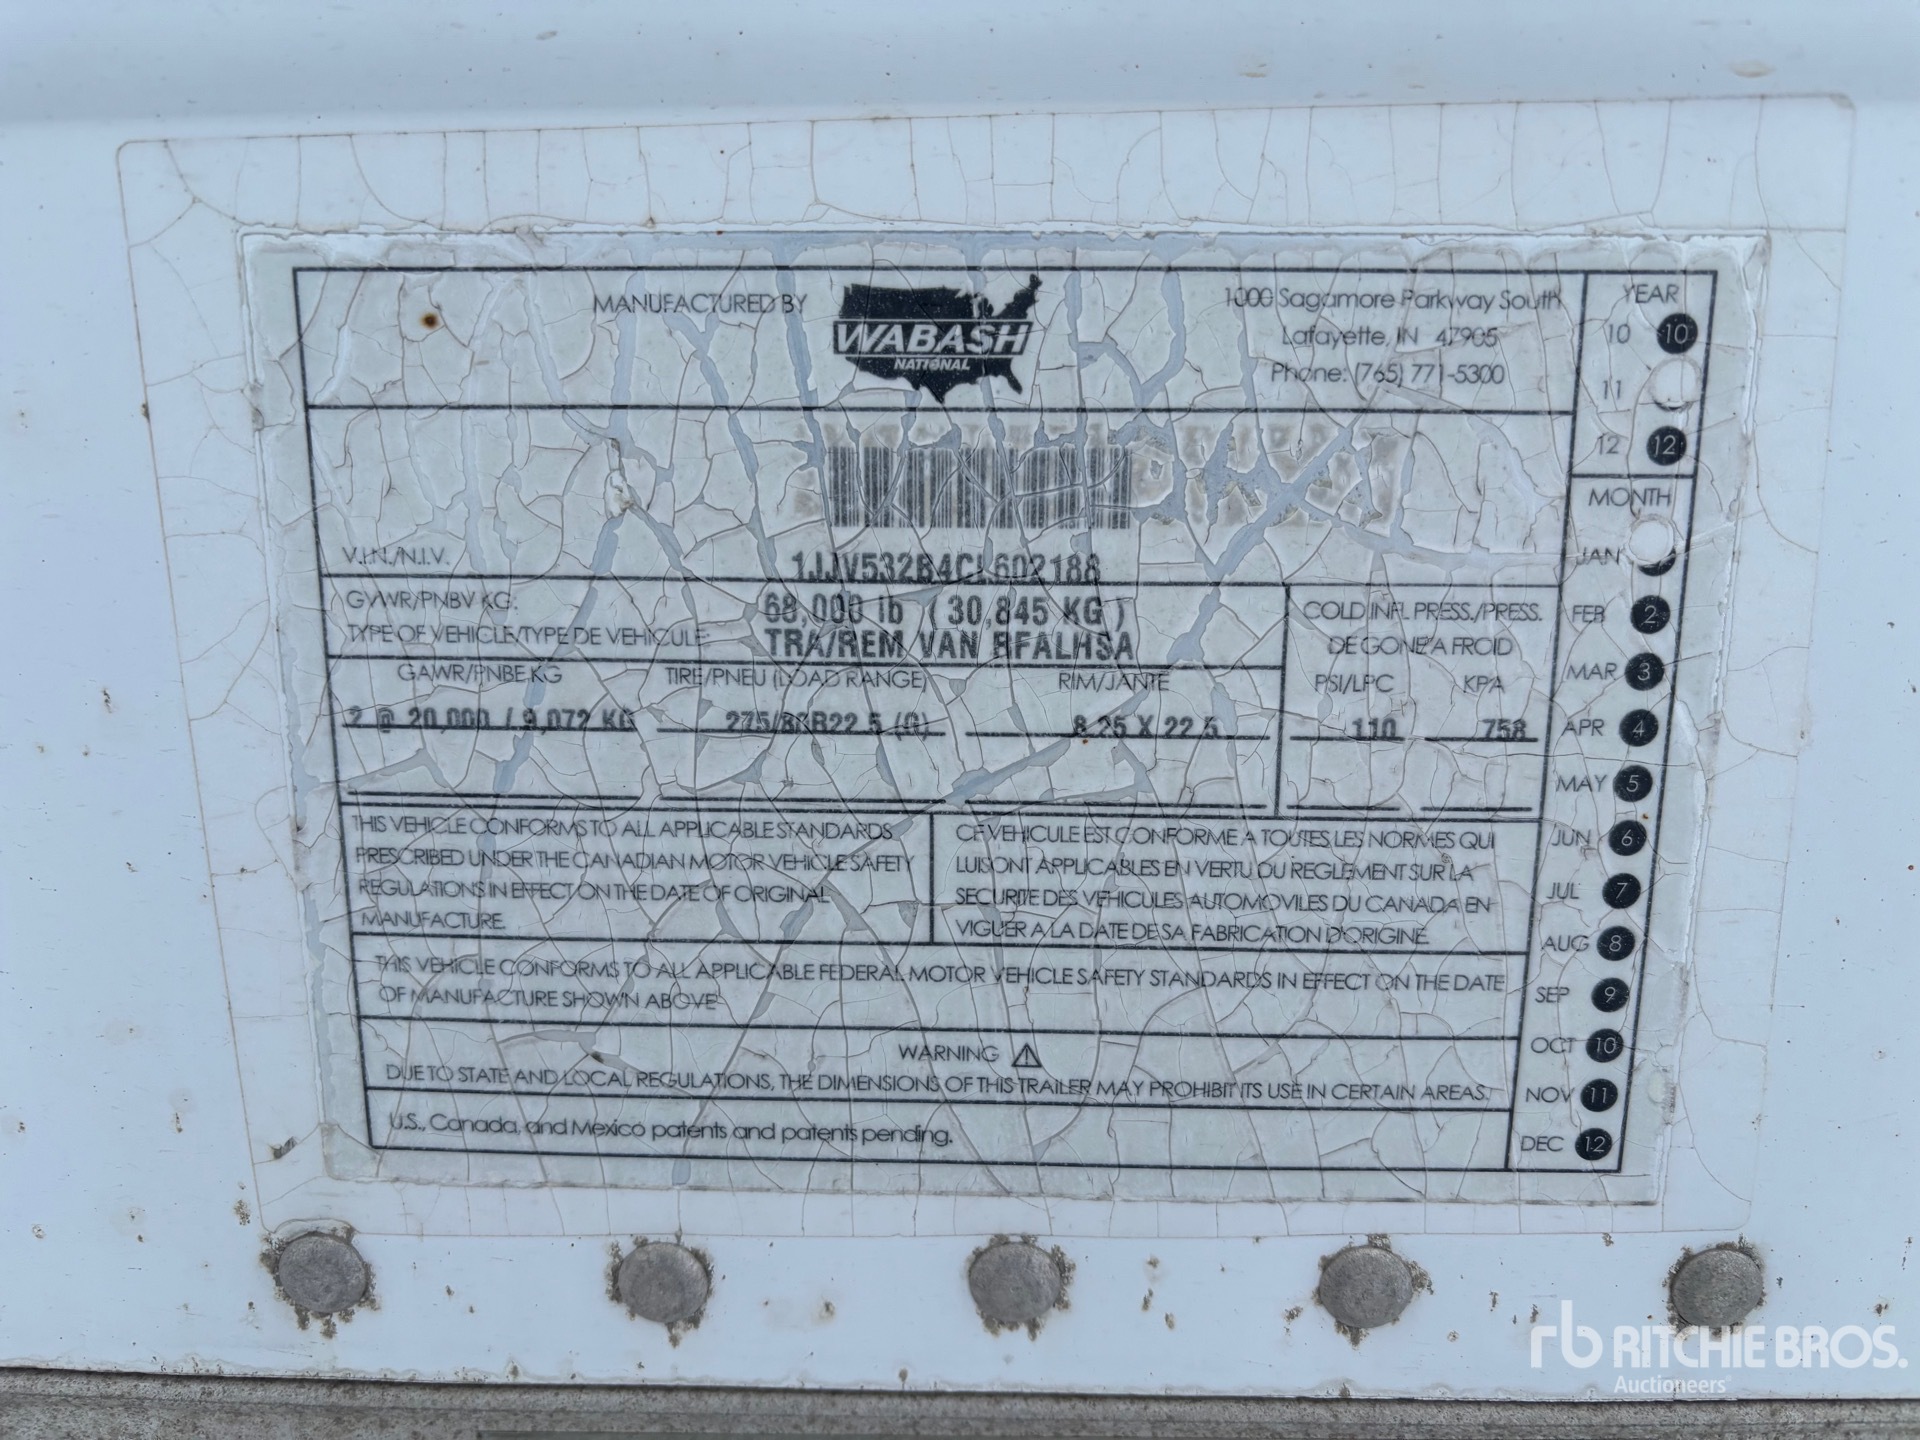 MANUFACTURED BY
WABASH
NATIONAL
1000 Sagamore Parkway South
Lafayette, IN 47905
Phone: (765) 771-5300
YEAR
10 10
11
12 12
V.I.N./N.I.V. 1JJV532B4CL602188
GVWR/PNBV KG: 68,000 lb ( 30,845 KG )
TYPE OF VEHICLE/TYPE DE VEHICULE: TRA/REM VAN RFALHSA
GAWR/PNBE KG TIRE/PNEU (LOAD RANGE) RIM/JANTE
COLD INFL PRESS./PRESS.
DE GONF'A FROID
PSI/LPC KPA
2 @ 20,000 / 9,072 KG 275/80R22.5 (G) 8.25 X 22.5 110 758
THIS VEHICLE CONFORMS TO ALL APPLICABLE STANDARDS
PRESCRIBED UNDER THE CANADIAN MOTOR VEHICLE SAFETY
REGULATIONS IN EFFECT ON THE DATE OF ORIGINAL
MANUFACTURE.
CE VEHICULE EST CONFORME A TOUTES LES NORMES QUI
LUI SONT APPLICABLES EN VERTU DU REGLEMENT SUR LA
SECURITE DES VEHICULES AUTOMOVILES DU CANADA EN
VIGUER A LA DATE DE SA FABRICATION D'ORIGINE.
THIS VEHICLE CONFORMS TO ALL APPLICABLE FEDERAL MOTOR VEHICLE SAFETY STANDARDS IN EFFECT ON THE DATE
OF MANUFACTURE SHOWN ABOVE
WARNING
DUE TO STATE AND LOCAL REGULATIONS, THE DIMENSIONS OF THIS TRAILER MAY PROHIBIT ITS USE IN CERTAIN AREAS.
U.S., Canada, and Mexico patents and patents pending.
MONTH
JAN
FEB 2
MAR 3
APR 4
MAY 5
JUN 6
JUL 7
AUG 8
SEP 9
OCT 10
NOV 11
DEC 12
rb RITCHIE BROS.
Auctioneers